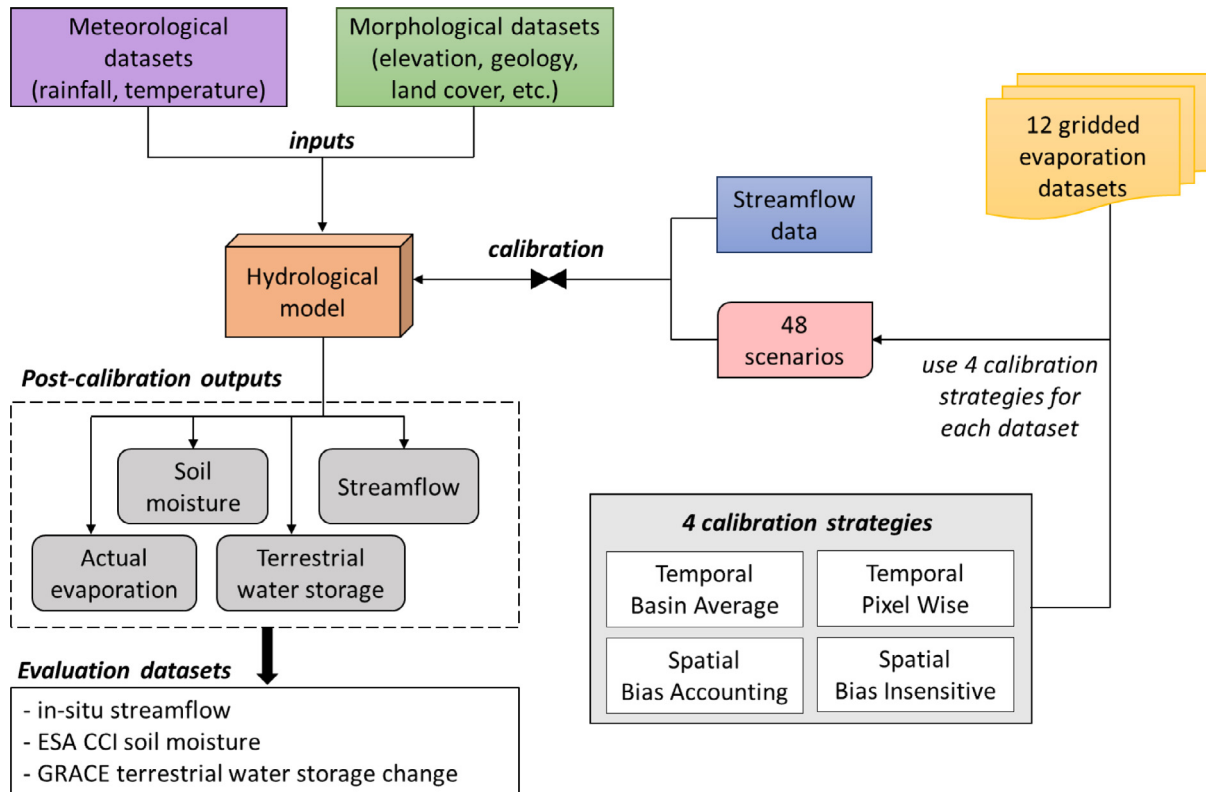 Meteorological
datasets
(rainfall, temperature)
Morphological datasets
(elevation, geology,
land cover, etc.)
inputs
12 gridded
evaporation
datasets
Streamflow
data
calibration
Hydrological
model
48
scenarios
use 4 calibration
strategies for
each dataset
Post-calibration outputs
Soil
moisture
Streamflow
Actual
evaporation
Terrestrial
water storage
4 calibration strategies
Temporal
Basin Average
Temporal
Pixel Wise
Spatial
Bias Accounting
Spatial
Bias Insensitive
Evaluation datasets
- in-situ streamflow
- ESA CCI soil moisture
- GRACE terrestrial water storage change